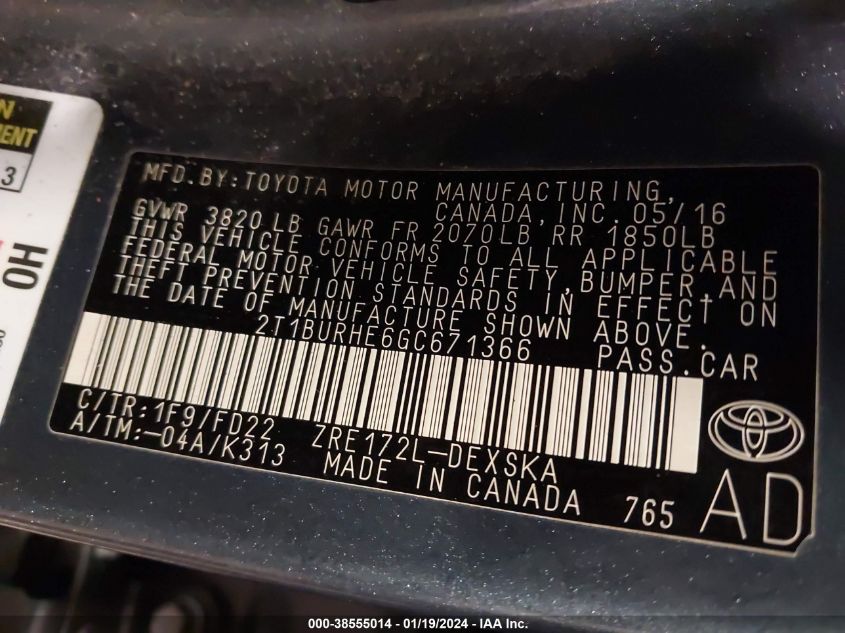 MENT
3
HO
MFD.BY:TOYOTA MOTOR MANUFACTURING,
CANADA,INC.05/16
GVWR 3820 LB GAWR FR 2070LB RR 1850LB
THIS VEHICLE CONFORMS TO ALL APPLICABLE
FEDERAL MOTOR VEHICLE SAFETY,BUMPER,AND
THEFT PREVENTION STANDARDS IN EFFECT ON
THE DATE OF MANUFACTURE SHOWN ABOVE.
2T1BURHE6GC671366 PASS.CAR
C/TR:1F9/FD22 ZRE172L-DEXSKA
A/TM:-04A/K313 MADE IN CANADA 765 AD
000-38555014 - 01/19/2024 - IAA Inc.